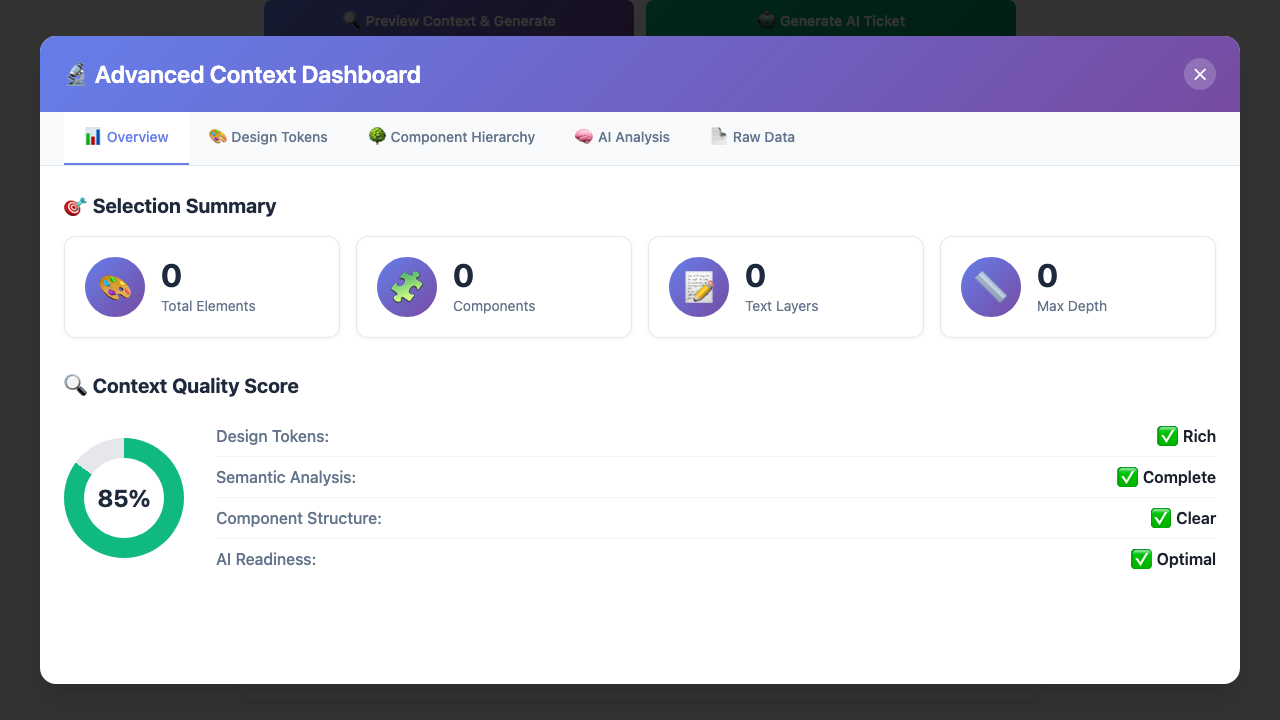 Preview Context & Generate
Generate AI Ticket
Advanced Context Dashboard
Overview
Design Tokens
Component Hierarchy
AI Analysis
Raw Data
Selection Summary
0
Total Elements
0
Components
0
Text Layers
0
Max Depth
Context Quality Score
85%
Design Tokens:
Rich
Semantic Analysis:
Complete
Component Structure:
Clear
AI Readiness:
Optimal